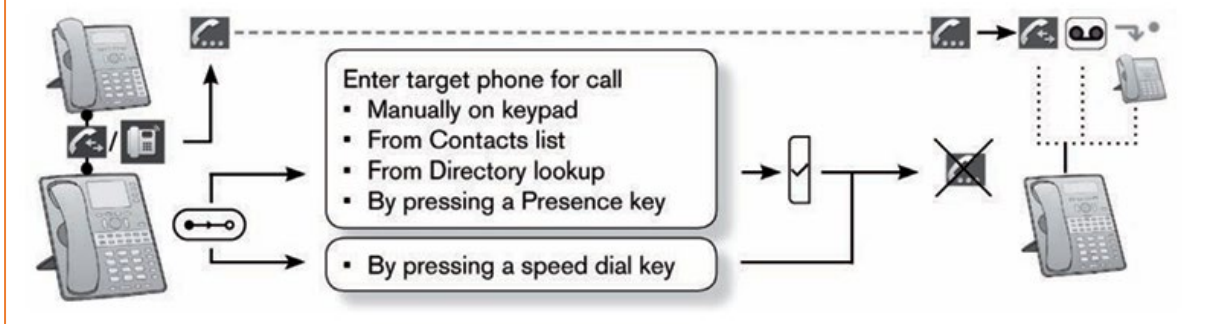 Enter target phone for call
▪ Manually on keypad
▪ From Contacts list
▪ From Directory lookup
▪ By pressing a Presence key
▪ By pressing a speed dial key